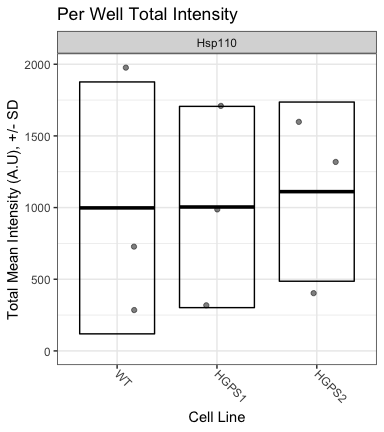 Per Well Total Intensity
Hsp110
Total Mean Intensity (A.U), +/- SD
2000
1500
1000
500
0
WT
HGPS1
HGPS2
Cell Line